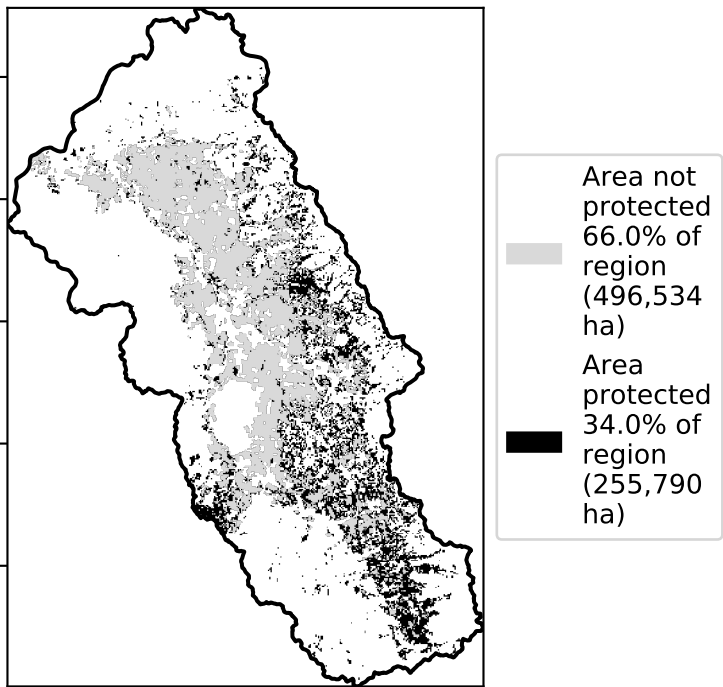 Area not
protected
66.0% of
region
(496,534
ha)
Area
protected
34.0% of
region
(255,790
ha)